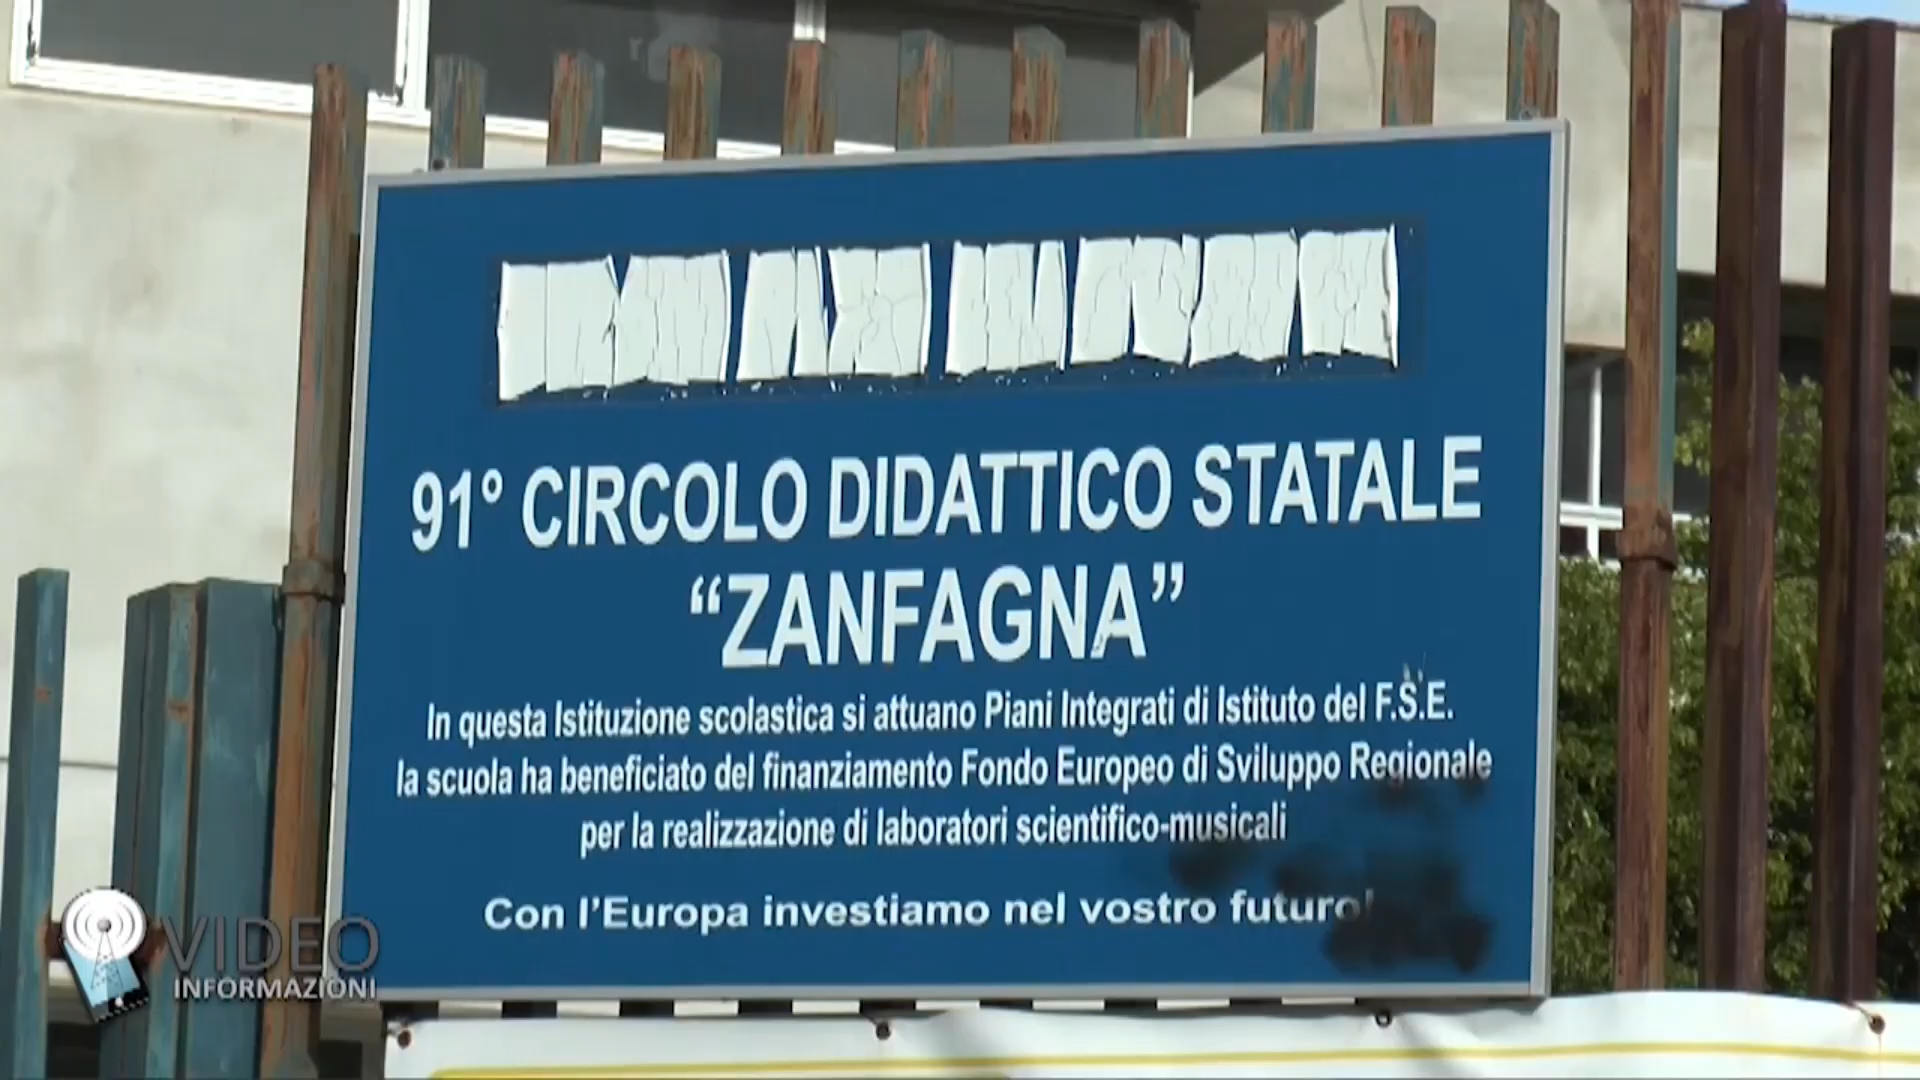 91° CIRCOLO DIDATTICO STATALE
“ZANFAGNA”
In questa Istituzione scolastica si attuano Piani Integrati di Istituto del F.S.E.
la scuola ha beneficiato del finanziamento Fondo Europeo di Sviluppo Regionale
per la realizzazione di laboratori scientifico-musicali
Con l’Europa investiamo nel vostro futuro!
VIDEO
INFORMAZIONI